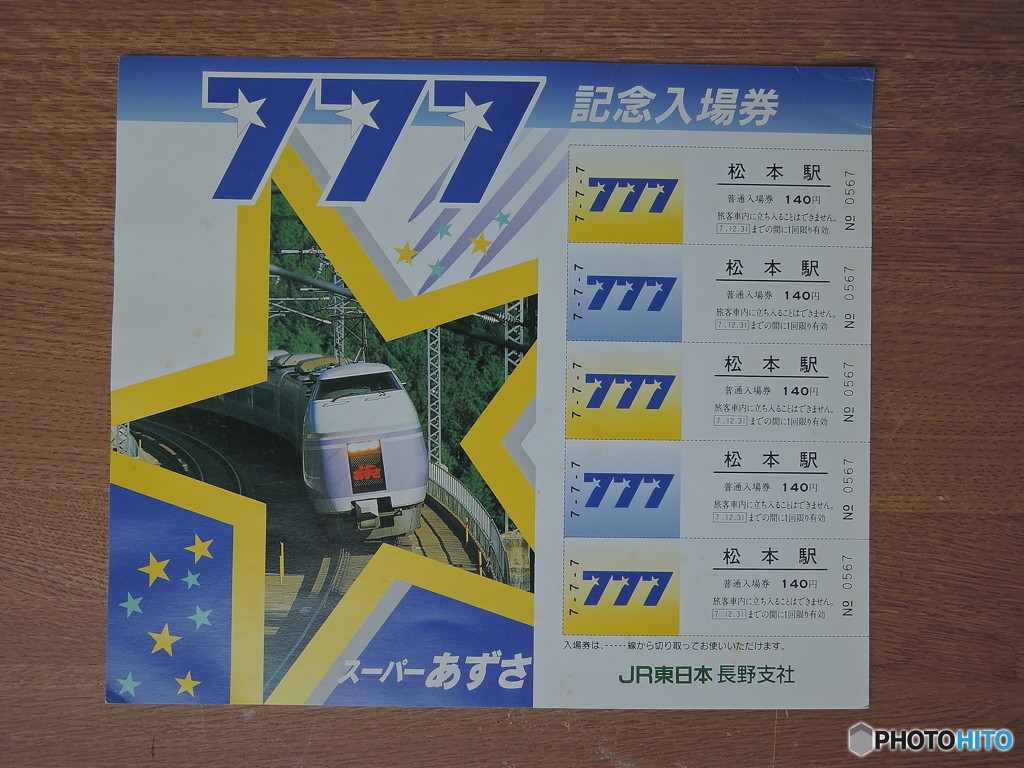 777
記念入場券
7-7-7
777
松本駅
普通入場券 140円
旅客車内に立ち入ることはできません。
7.12.31までの間に1回限り有効
№ 0567
7-7-7
777
松本駅
普通入場券 140円
旅客車内に立ち入ることはできません。
7.12.31までの間に1回限り有効
№ 0567
7-7-7
777
松本駅
普通入場券 140円
旅客車内に立ち入ることはできません。
7.12.31までの間に1回限り有効
№ 0567
7-7-7
777
松本駅
普通入場券 140円
旅客車内に立ち入ることはできません。
7.12.31までの間に1回限り有効
№ 0567
7-7-7
777
松本駅
普通入場券 140円
旅客車内に立ち入ることはできません。
7.12.31までの間に1回限り有効
№ 0567
入場券は、-----線から切り取ってお使いいただけます。
あずさ
スーパーあずさ
JR東日本 長野支社
PHOTOHITO